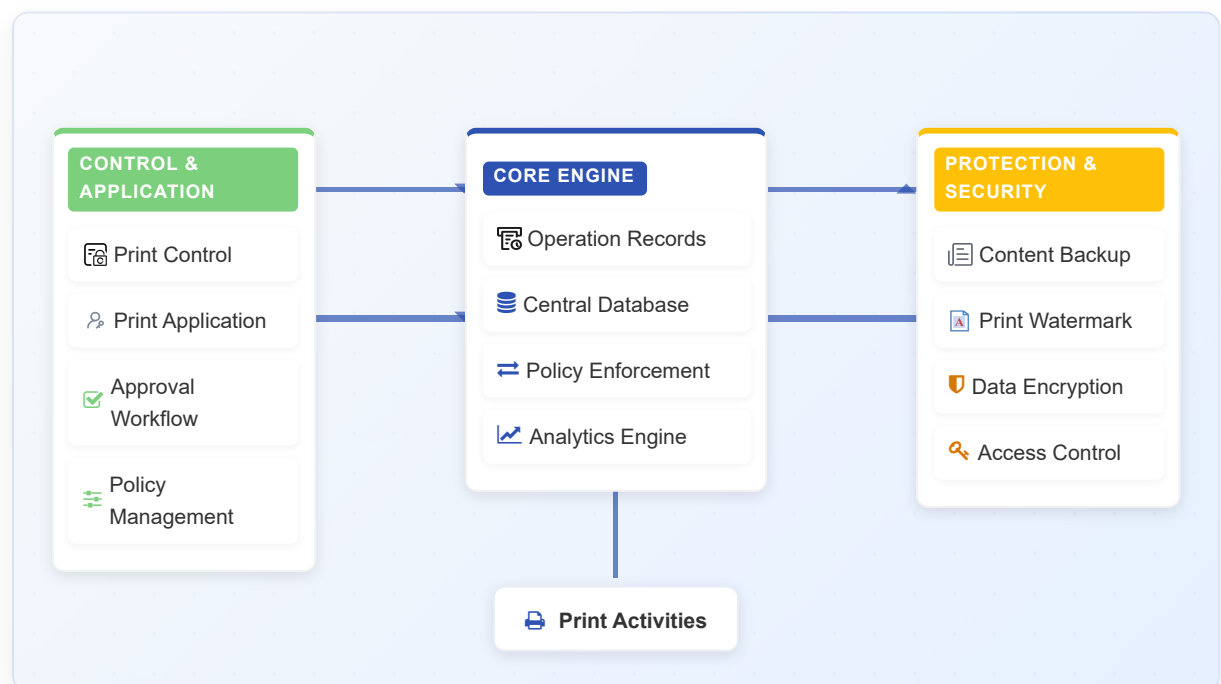 CONTROL &
APPLICATION
Print Control
Print Application
Approval
Workflow
Policy
Management
CORE ENGINE
Operation Records
Central Database
Policy Enforcement
Analytics Engine
PROTECTION &
SECURITY
Content Backup
A
Print Watermark
Data Encryption
Access Control
Print Activities